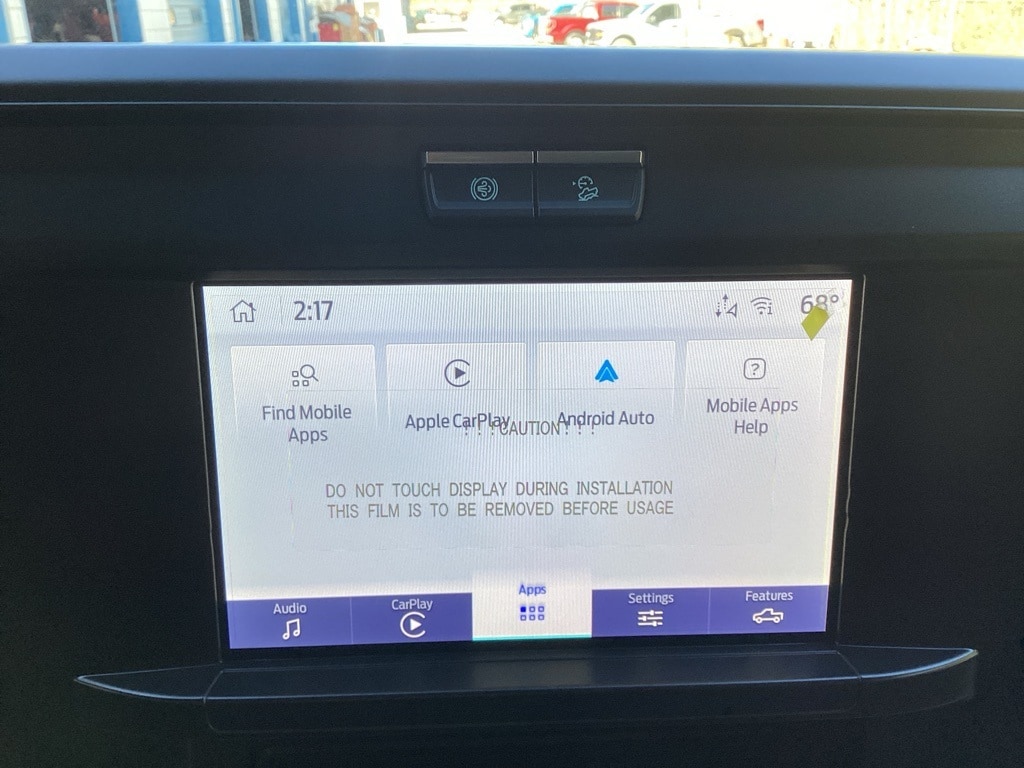 2:17
68°
Find Mobile
Apps
Apple CarPlay
Android Auto
Mobile Apps
Help
!!!CAUTION!!!
DO NOT TOUCH DISPLAY DURING INSTALLATION
THIS FILM IS TO BE REMOVED BEFORE USAGE
Audio
CarPlay
Apps
Settings
Features